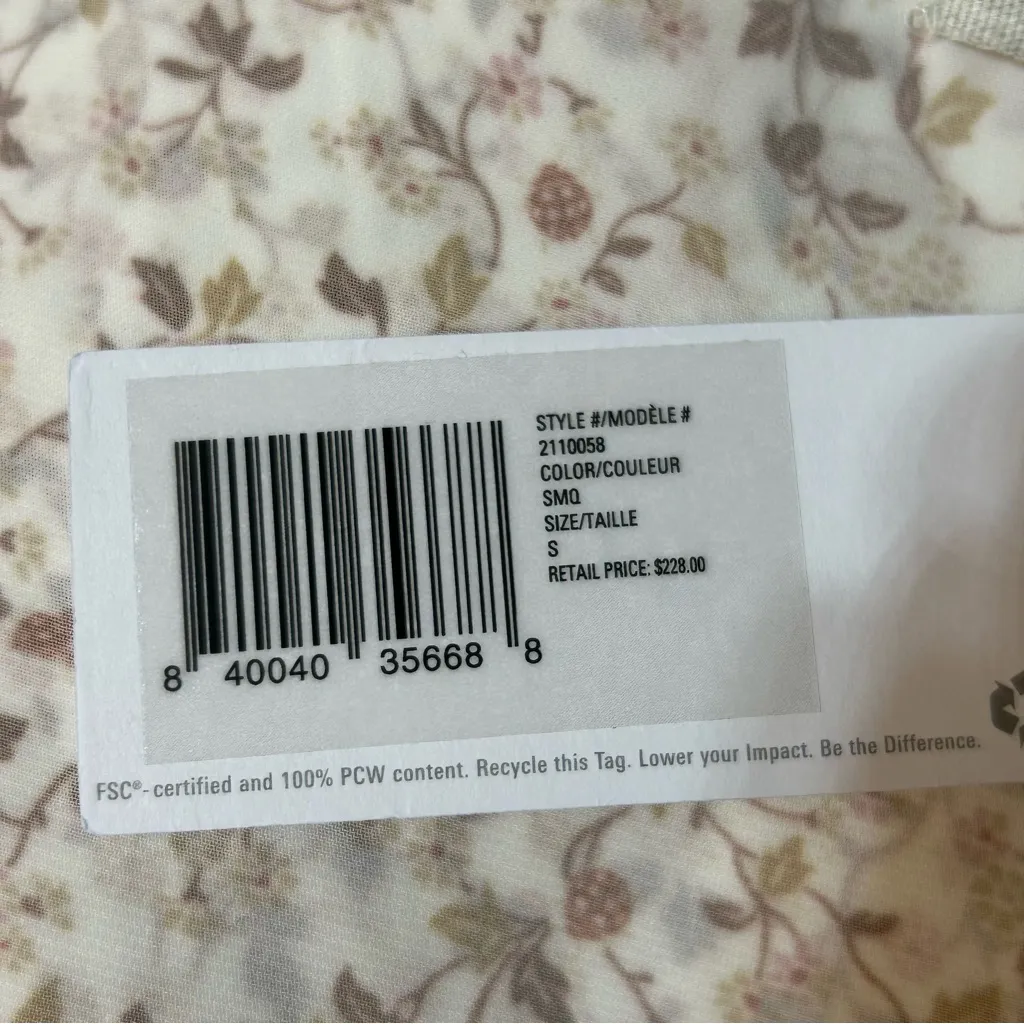 STYLE #/MODÈLE #
2110058
COLOR/COULEUR
SMQ
SIZE/TAILLE
S
RETAIL PRICE: $228.00
8 40040 35668 8
FSC®-certified and 100% PCW content. Recycle this Tag. Lower your Impact. Be the Difference.